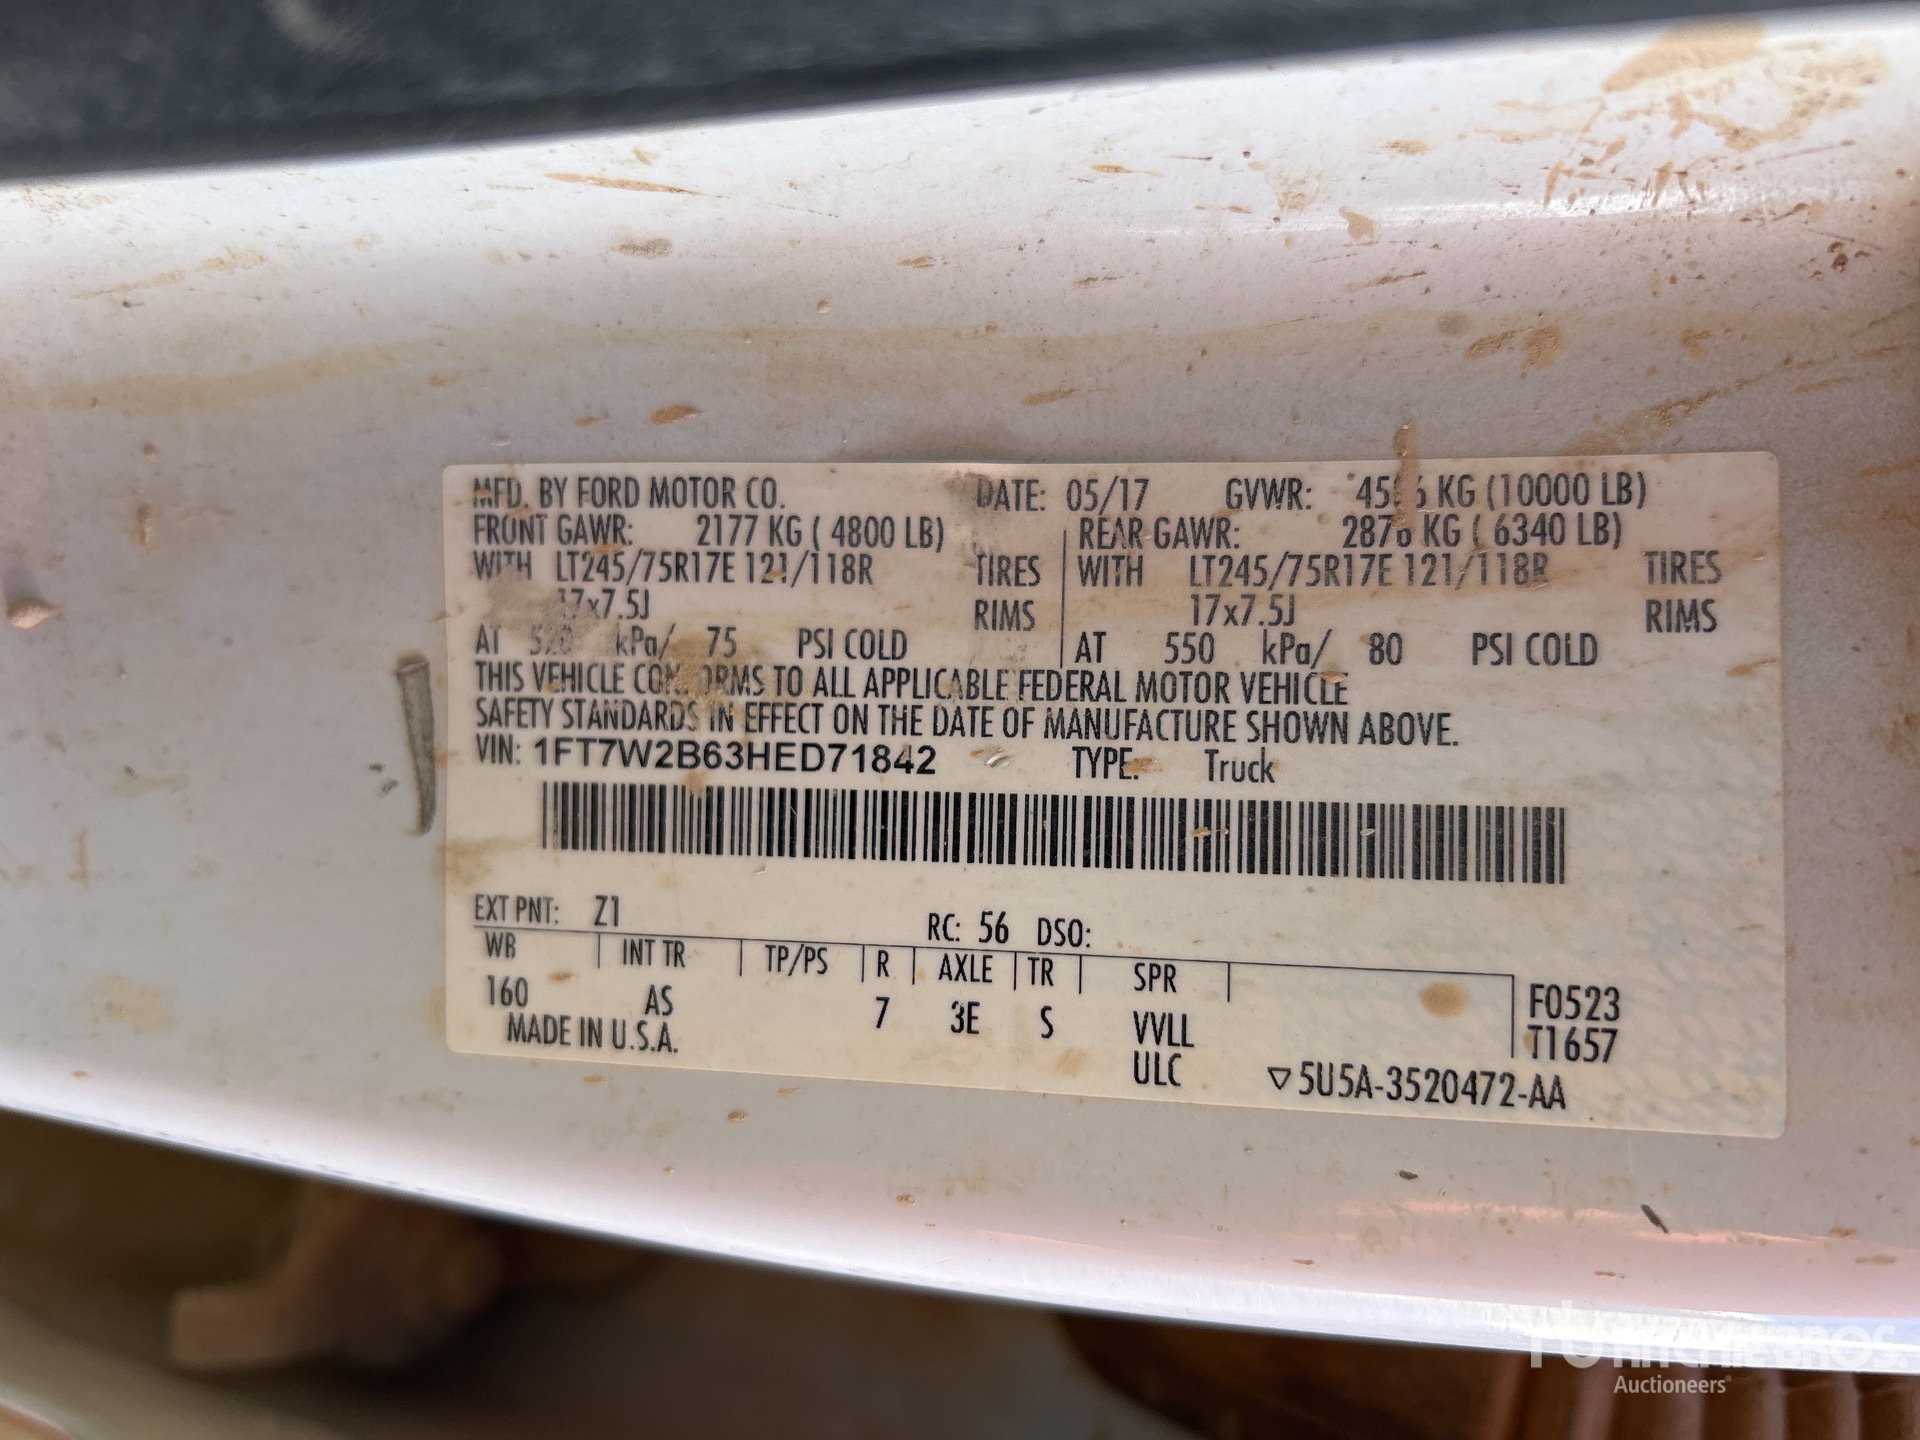 MFD. BY FORD MOTOR CO. DATE: 05/17 GVWR: KG (10000 LB)
FRONT GAWR: 2177 KG ( 4800 LB) REAR GAWR: 2876 KG ( 6340 LB)
WITH LT245/75R17E 121/118R TIRES WITH LT245/75R17E 121/118R TIRES
17x7.5J RIMS 17x7.5J RIMS
AT kPa/ 75 PSI COLD AT 550 kPa/ 80 PSI COLD
THIS VEHICLE CONFORMS TO ALL APPLICABLE FEDERAL MOTOR VEHICLE
SAFETY STANDARDS IN EFFECT ON THE DATE OF MANUFACTURE SHOWN ABOVE.
VIN: 1FT7W2B63HED71842 TYPE: Truck
EXT PNT: Z1 RC: 56 DSO:
WB INT TR TP/PS R AXLE TR SPR
160 AS 7 3E S VVLL F0523
MADE IN U.S.A. ULC T1657
▽5U5A-3520472-AA
RITCHIE BROS.
Auctioneers®